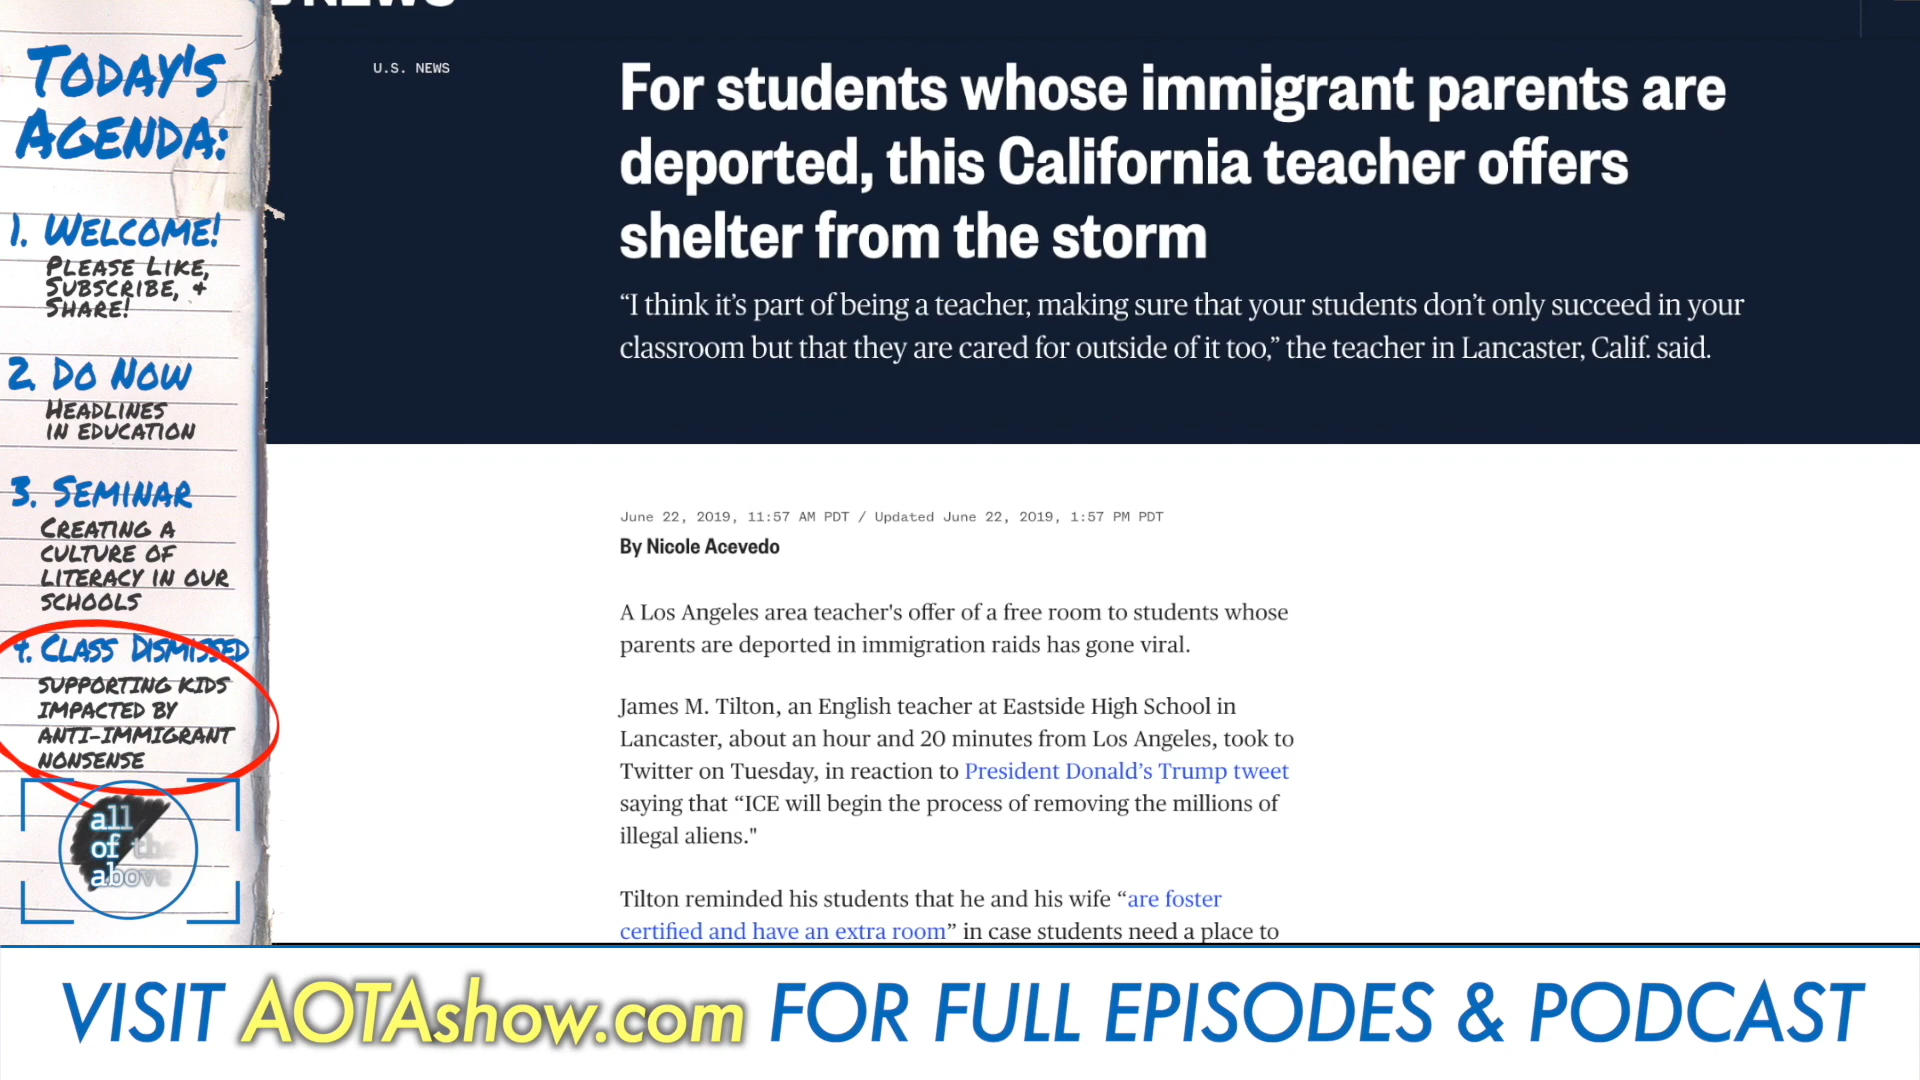 NEWS
TODAY'S
AGENDA:
1. WELCOME!
PLEASE LIKE,
SUBSCRIBE, +
SHARE!
2. DO NOW
HEADLINES
IN EDUCATION
3. SEMINAR
CREATING A
CULTURE OF
LITERACY IN OUR
SCHOOLS
4. CLASS DISMISSED
SUPPORTING KIDS
IMPACTED BY
ANTI-IMMIGRANT
NONSENSE
all
of the
above
U.S. NEWS
For students whose immigrant parents are
deported, this California teacher offers
shelter from the storm
“I think it’s part of being a teacher, making sure that your students don’t only succeed in your
classroom but that they are cared for outside of it too,” the teacher in Lancaster, Calif. said.
June 22, 2019, 11:57 AM PDT / Updated June 22, 2019, 1:57 PM PDT
By Nicole Acevedo
A Los Angeles area teacher's offer of a free room to students whose
parents are deported in immigration raids has gone viral.
James M. Tilton, an English teacher at Eastside High School in
Lancaster, about an hour and 20 minutes from Los Angeles, took to
Twitter on Tuesday, in reaction to President Donald’s Trump tweet
saying that “ICE will begin the process of removing the millions of
illegal aliens."
Tilton reminded his students that he and his wife “are foster
certified and have an extra room” in case students need a place to
VISIT AOTAshow.com FOR FULL EPISODES & PODCAST